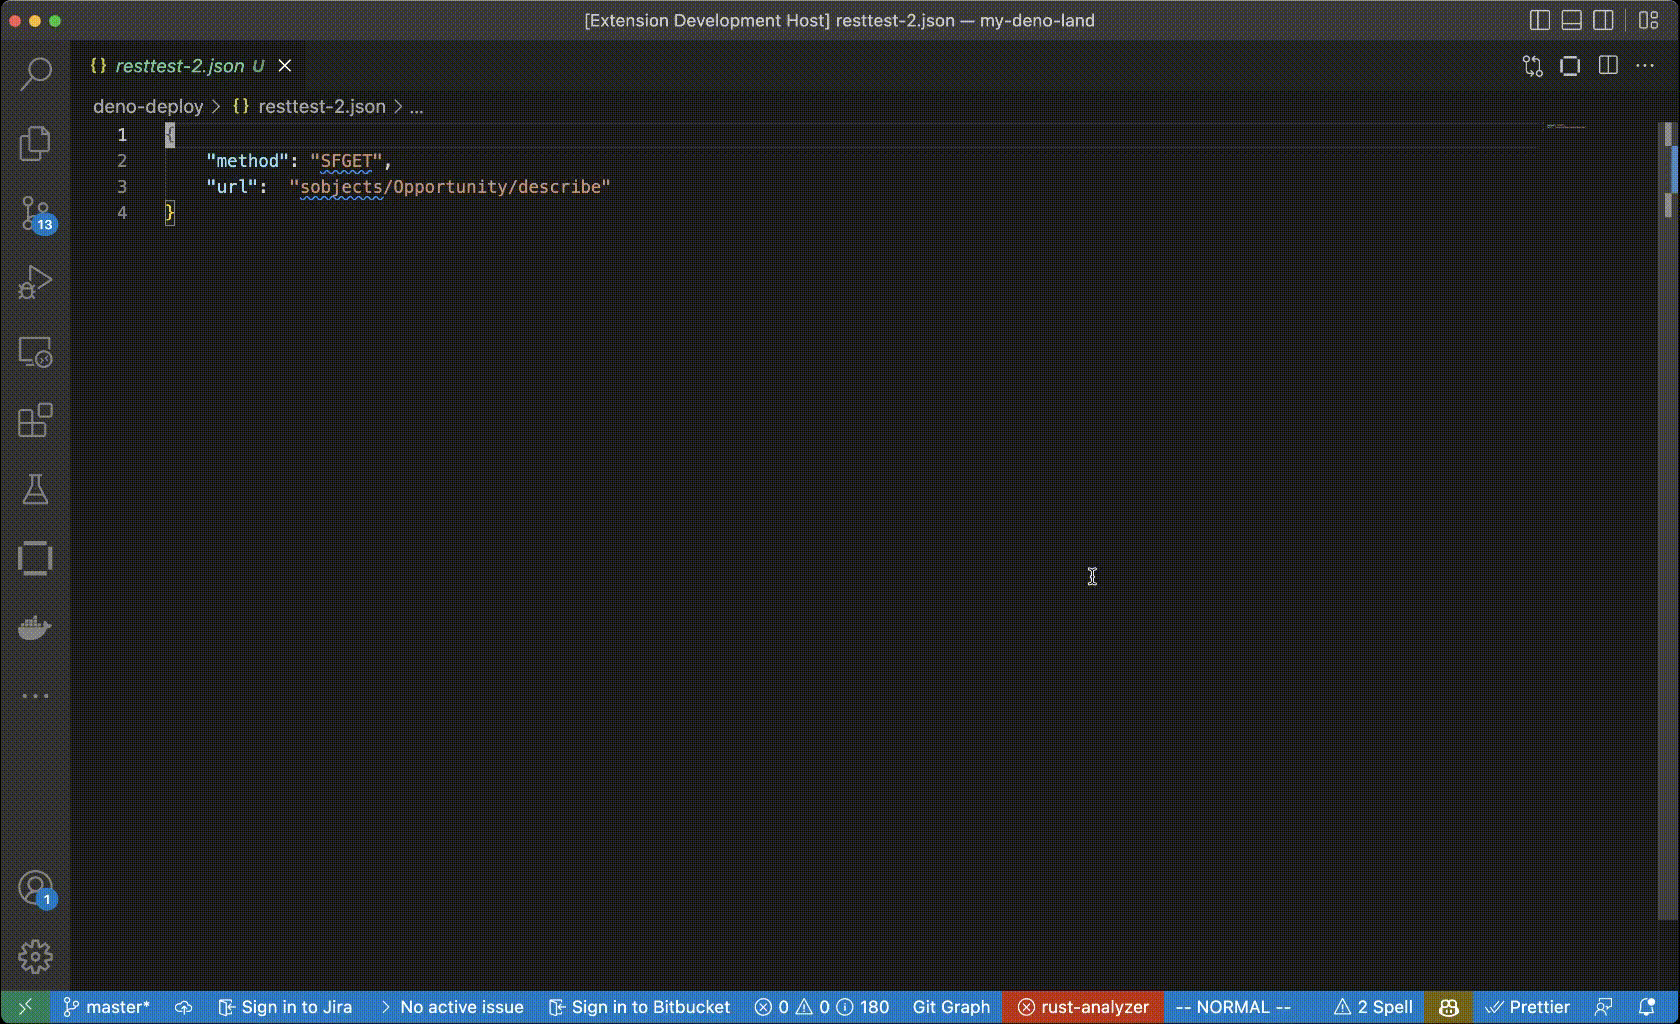 [Extension Development Host] resttest-2.json — my-deno-land
{} resttest-2.json U
deno-deploy > {} resttest-2.json > ...
1 {
2 "method": "SFGET",
3 "url":  "sobjects/Opportunity/describe"
4 }
13
1
master* Sign in to Jira > No active issue Sign in to Bitbucket 0 0 180 Git Graph rust-analyzer -- NORMAL -- 2 Spell Prettier